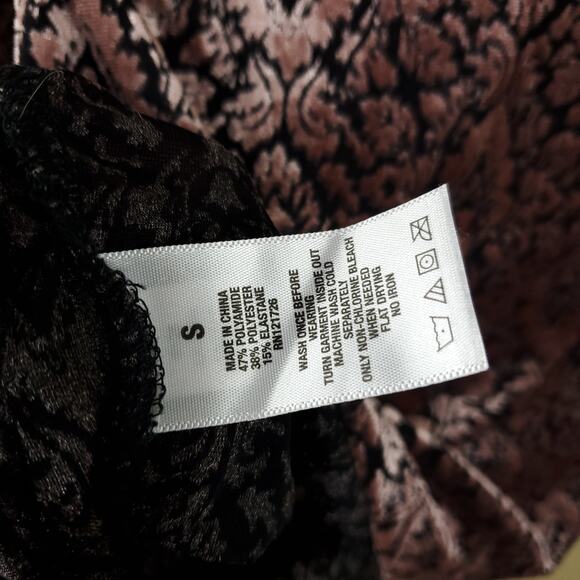 S
MADE IN CHINA
47% POLYAMIDE
38% POLYESTER
15% ELASTANE
RN121726
WASH ONCE BEFORE
WEARING
TURN GARMENT INSIDE OUT
MACHINE WASH COLD
SEPARATELY
ONLY NON-CHLORINE BLEACH
WHEN NEEDED
FLAT DRYING
NO IRON